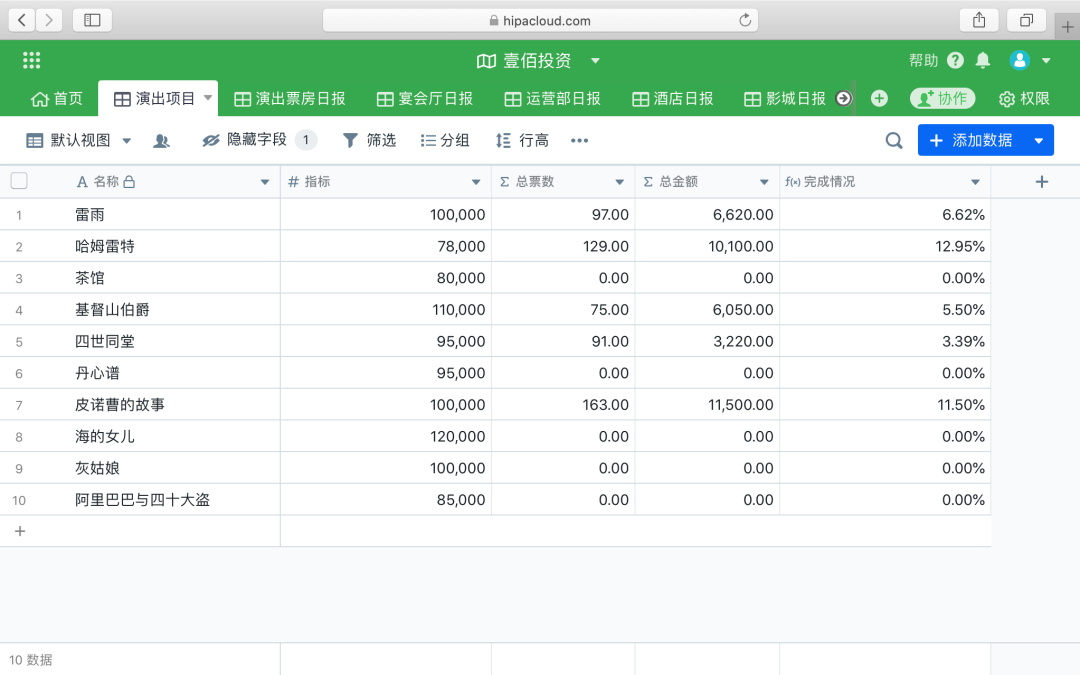 hipacloud.com
壹佰投资
帮助
首页 演出项目 演出票房日报 宴会厅日报 运营部日报 酒店日报 影城日报 协作 权限
默认视图 隐藏字段 1 筛选 分组 行高 添加数据
A 名称 # 指标 Σ 总票数 Σ 总金额 f(x) 完成情况
1 雷雨 100,000 97.00 6,620.00 6.62%
2 哈姆雷特 78,000 129.00 10,100.00 12.95%
3 茶馆 80,000 0.00 0.00 0.00%
4 基督山伯爵 110,000 75.00 6,050.00 5.50%
5 四世同堂 95,000 91.00 3,220.00 3.39%
6 丹心谱 95,000 0.00 0.00 0.00%
7 皮诺曹的故事 100,000 163.00 11,500.00 11.50%
8 海的女儿 120,000 0.00 0.00 0.00%
9 灰姑娘 100,000 0.00 0.00 0.00%
10 阿里巴巴与四十大盗 85,000 0.00 0.00 0.00%
10 数据